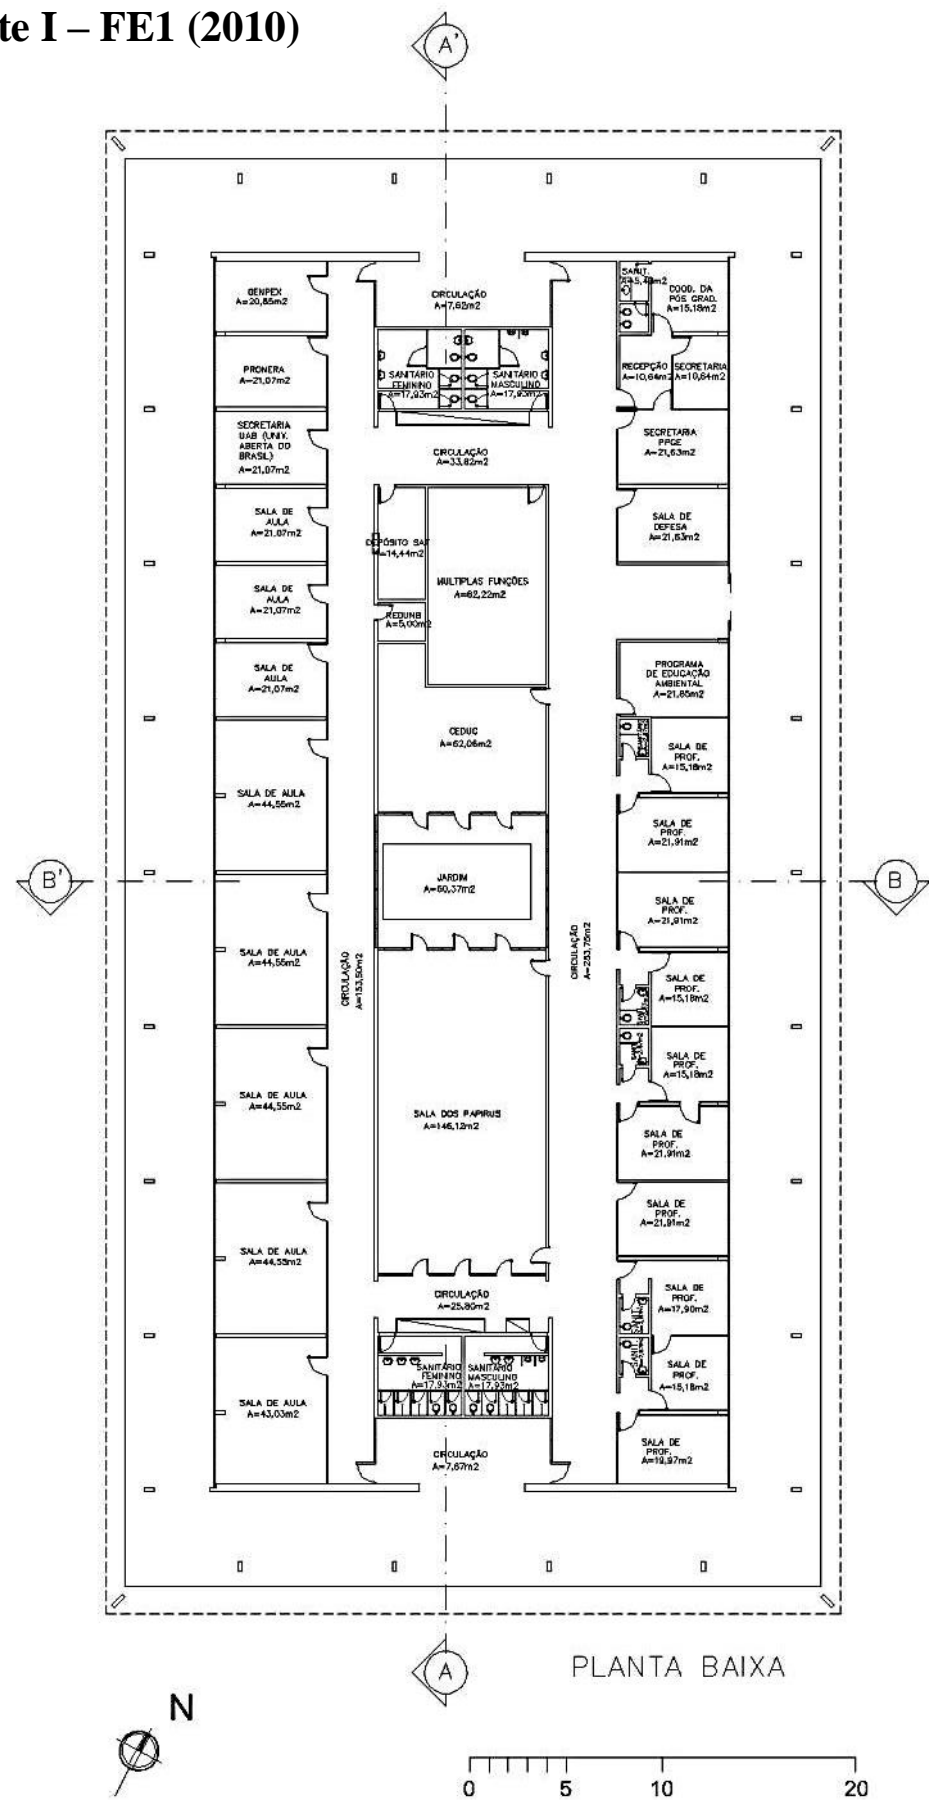 te I – FE1 (2010)
A'
GENPEX
A=20,85m2
CIRCULAÇÃO
A=7,62m2
SANIT.
COOD. DA
PÓS GRAD.
A=15,18m2
PRONERA
A=21,07m2
SANITÁRIO
FEMININO
A=17,93m2
SANITÁRIO
MASCULINO
A=17,93m2
RECEPÇÃO
A=10,64m2
SECRETARIA
A=10,64m2
SECRETARIA
UAB (UNIV.
ABERTA DO
BRASIL)
A=21,07m2
CIRCULAÇÃO
A=33,82m2
SECRETARIA
PPGE
A=21,63m2
SALA DE
AULA
A=21,07m2
DEPÓSITO SAF
A=14,44m2
MULTIPLAS FUNÇÕES
A=62,22m2
SALA DE
DEFESA
A=21,63m2
SALA DE
AULA
A=21,07m2
REDUNB
A=5,00m2
SALA DE
AULA
A=21,07m2
PROGRAMA
DE EDUCAÇÃO
AMBIENTAL
A=21,85m2
CEDUC
A=62,06m2
SALA DE
PROF.
A=15,18m2
SALA DE AULA
A=44,55m2
SALA DE
PROF.
A=21,91m2
B'
JARDIM
A=50,37m2
SALA DE
PROF.
A=21,91m2
B
SALA DE AULA
A=44,55m2
CIRCULAÇÃO
A=153,50m2
CIRCULAÇÃO
A=253,75m2
SALA DE
PROF.
A=15,18m2
SALA DE
PROF.
A=15,18m2
SALA DE AULA
A=44,55m2
SALA DOS PAPIRUS
A=146,12m2
SALA DE
PROF.
A=21,91m2
SALA DE
PROF.
A=21,91m2
SALA DE AULA
A=44,55m2
CIRCULAÇÃO
A=25,80m2
SALA DE
PROF.
A=17,90m2
SANIT.
SANITÁRIO
FEMININO
A=17,93m2
SANITÁRIO
MASCULINO
A=17,93m2
SANIT.
SALA DE
PROF.
A=15,18m2
SALA DE AULA
A=43,03m2
CIRCULAÇÃO
A=7,67m2
SALA DE
PROF.
A=19,97m2
A
PLANTA BAIXA
N
0 5 10 20